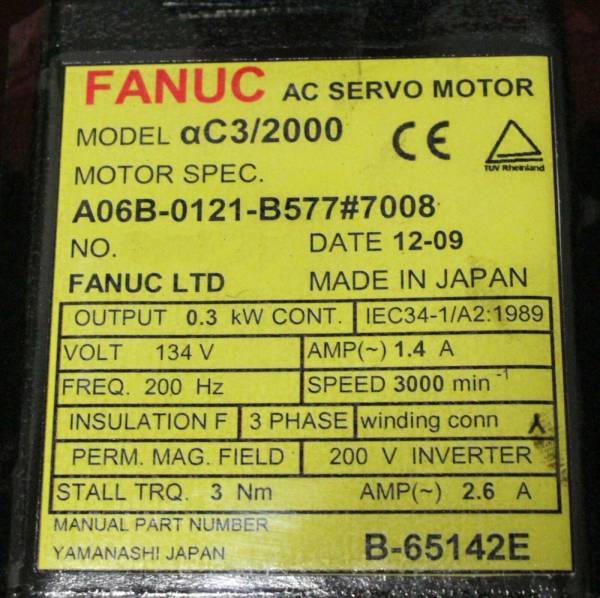 FANUC AC SERVO MOTOR
MODEL αC3/2000
CE
TUV Rheinland
MOTOR SPEC.
A06B-0121-B577#7008
NO. DATE 12-09
FANUC LTD MADE IN JAPAN
OUTPUT 0.3 kW CONT. IEC34-1/A2:1989
VOLT 134 V AMP(~) 1.4 A
FREQ. 200 Hz SPEED 3000 min-1
INSULATION F 3 PHASE winding conn
PERM. MAG. FIELD 200 V INVERTER
STALL TRQ. 3 Nm AMP(~) 2.6 A
MANUAL PART NUMBER
YAMANASHI JAPAN B-65142E